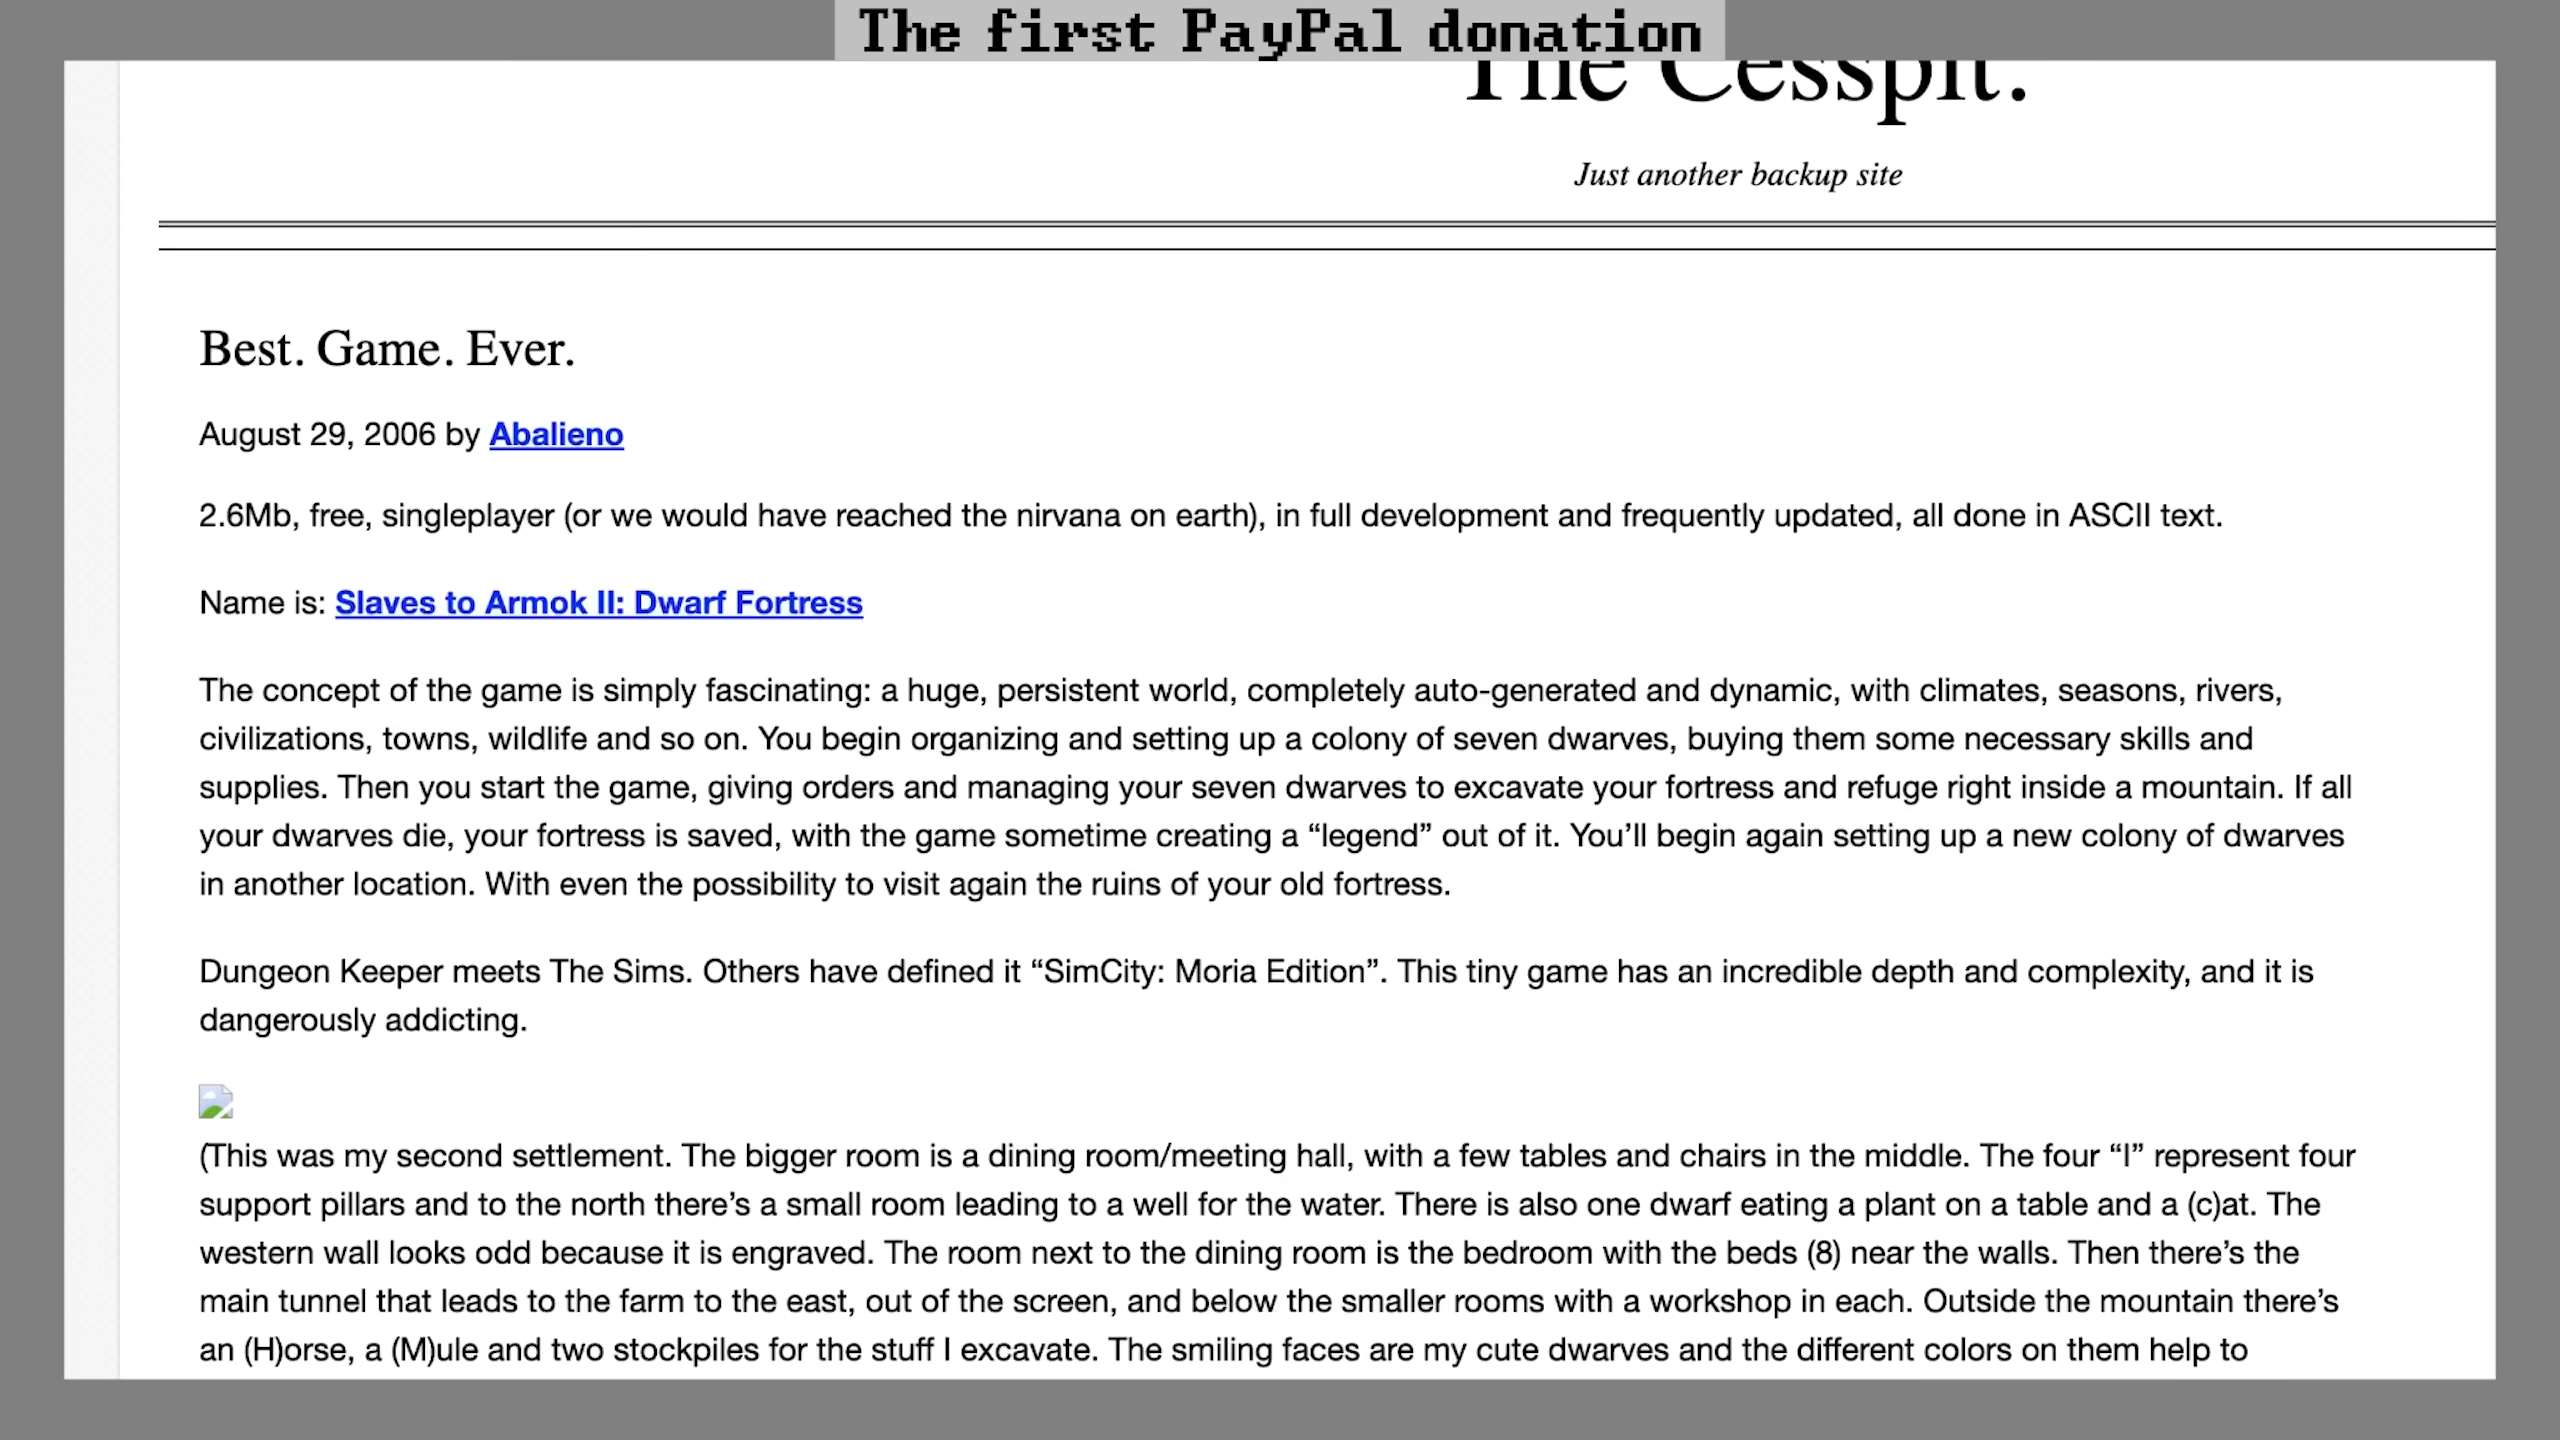 The first PayPal donation
The Cesspit.
Just another backup site
Best. Game. Ever.
August 29, 2006 by Abalieno
2.6Mb, free, singleplayer (or we would have reached the nirvana on earth), in full development and frequently updated, all done in ASCII text.
Name is: Slaves to Armok II: Dwarf Fortress
The concept of the game is simply fascinating: a huge, persistent world, completely auto-generated and dynamic, with climates, seasons, rivers,
civilizations, towns, wildlife and so on. You begin organizing and setting up a colony of seven dwarves, buying them some necessary skills and
supplies. Then you start the game, giving orders and managing your seven dwarves to excavate your fortress and refuge right inside a mountain. If all
your dwarves die, your fortress is saved, with the game sometime creating a “legend” out of it. You’ll begin again setting up a new colony of dwarves
in another location. With even the possibility to visit again the ruins of your old fortress.
Dungeon Keeper meets The Sims. Others have defined it “SimCity: Moria Edition”. This tiny game has an incredible depth and complexity, and it is
dangerously addicting.
(This was my second settlement. The bigger room is a dining room/meeting hall, with a few tables and chairs in the middle. The four “I” represent four
support pillars and to the north there’s a small room leading to a well for the water. There is also one dwarf eating a plant on a table and a (c)at. The
western wall looks odd because it is engraved. The room next to the dining room is the bedroom with the beds (8) near the walls. Then there’s the
main tunnel that leads to the farm to the east, out of the screen, and below the smaller rooms with a workshop in each. Outside the mountain there’s
an (H)orse, a (M)ule and two stockpiles for the stuff I excavate. The smiling faces are my cute dwarves and the different colors on them help to